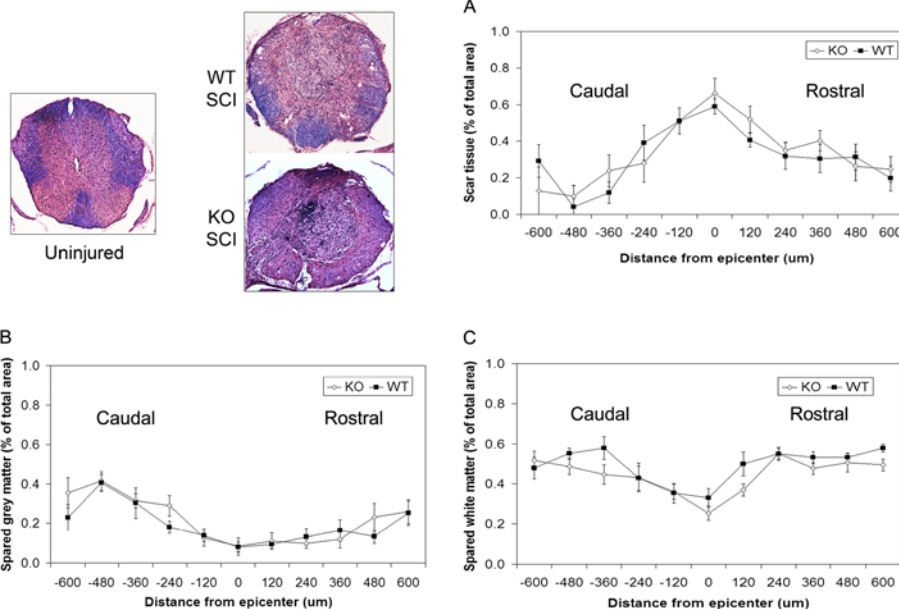 WT
SCI
KO
SCI
Uninjured
A
Scar tissue (% of total area)
1.0
0.8
0.6
0.4
0.2
0.0
KO WT
Caudal
Rostral
-600 -480 -360 -240 -120 0 120 240 360 480 600
Distance from epicenter (um)
B
Spared grey matter (% of total area)
1.0
0.8
0.6
0.4
0.2
0.0
KO WT
Caudal
Rostral
-600 -480 -360 -240 -120 0 120 240 360 480 600
Distance from epicenter (um)
C
Spared white matter (% of total area)
1.0
0.8
0.6
0.4
0.2
0.0
KO WT
Caudal
Rostral
-600 -480 -360 -240 -120 0 120 240 360 480 600
Distance from epicenter (um)